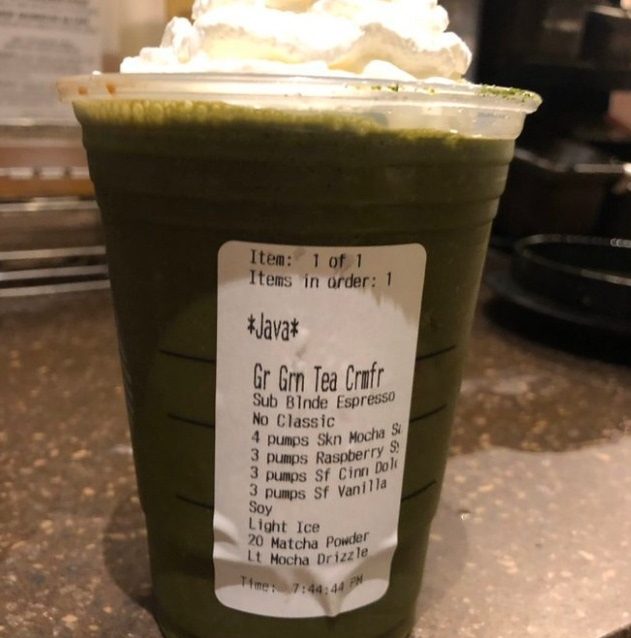 Item: 1 of 1
Items in order: 1
*Java*
Gr Grn Tea Crmfr
Sub Blnde Espresso
No Classic
4 pumps Skn Mocha
3 pumps Raspberry
3 pumps Sf Cinn
3 pumps Sf Vanilla
Soy
Light Ice
20 Matcha Powder
Lt Mocha Drizzle
Time: 7:44:44 PM